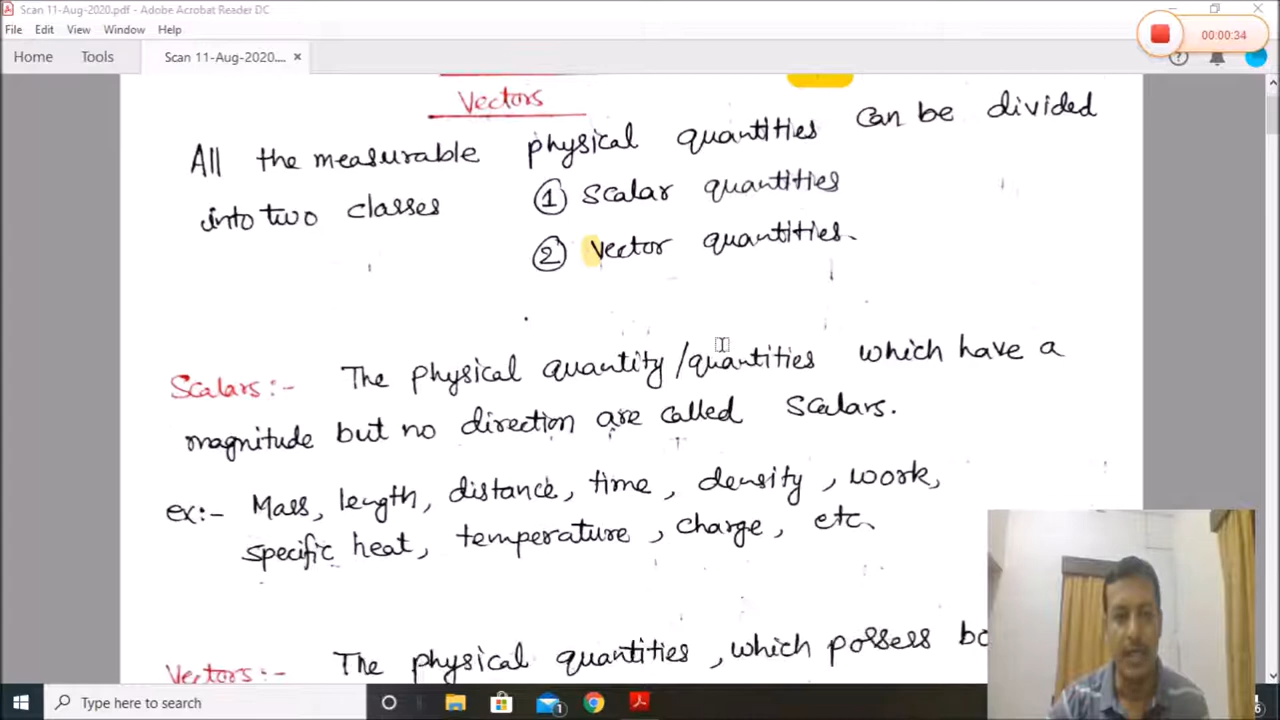 Scan 11-Aug-2020.pdf - Adobe Acrobat Reader DC
File Edit View Window Help
00:00:34
Home Tools Scan 11-Aug-2020....
Vectors
All the measurable physical quantities can be divided
into two classes ① Scalar quantities
② Vector quantities.
Scalars:- The physical quantity/quantities which have a
magnitude but no direction are called scalars.
ex:- Mass, length, distance, time, density, work,
specific heat, temperature, charge, etc.
Vectors:- The physical quantities, which possess
Type here to search